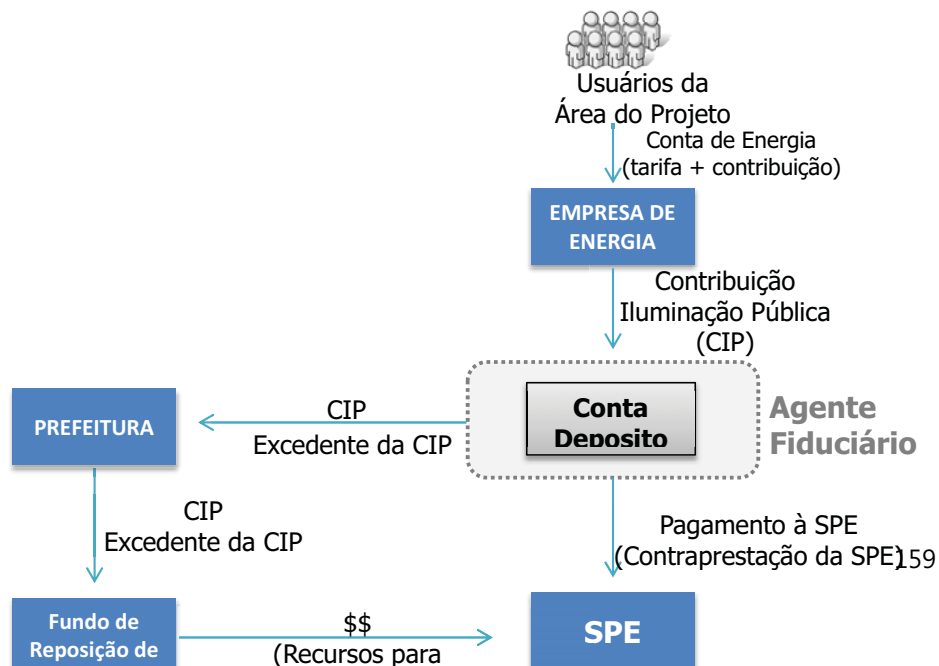 Usuários da
Área do Projeto
Conta de Energia
(tarifa + contribuição)
EMPRESA DE
ENERGIA
Contribuição
Iluminação Pública
(CIP)
Conta
Deposito
Agente
Fiduciário
CIP
Excedente da CIP
PREFEITURA
CIP
Excedente da CIP
Pagamento à SPE
(Contraprestação da SPE)
159
Fundo de
Reposição de
$$
(Recursos para
SPE